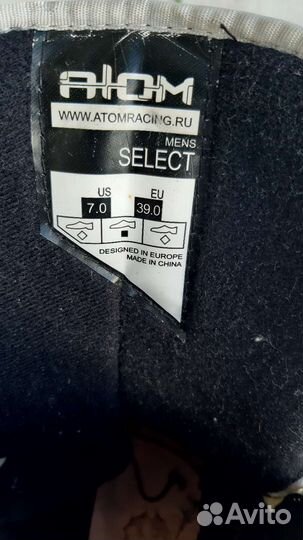 ATOM
WWW.ATOMRACING.RU
MENS
SELECT
US EU
7.0 39.0
DESIGNED IN EUROPE
MADE IN CHINA
Avito